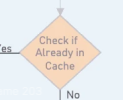 Check if
Already in
Cache
Yes
No